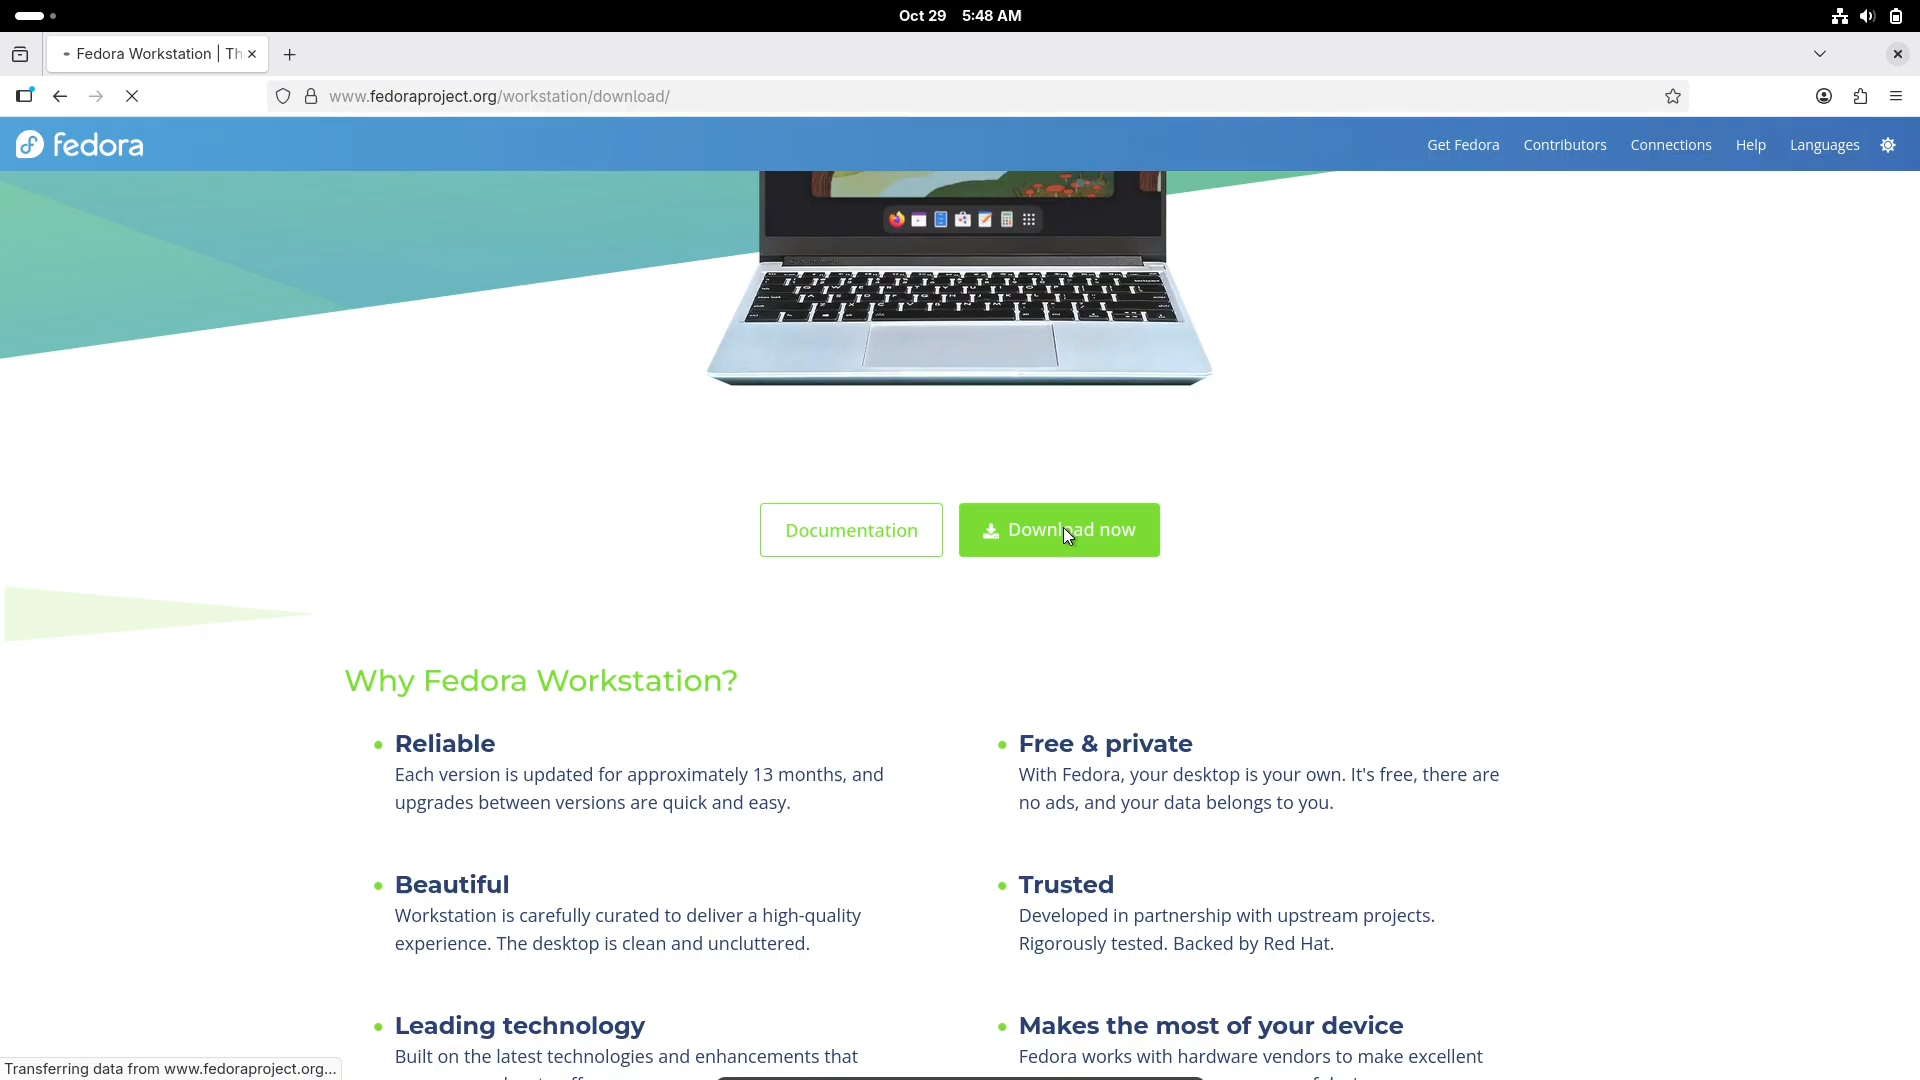 Oct 29 5:48 AM
Fedora Workstation | Th
www.fedoraproject.org/workstation/download/
fedora
Get Fedora Contributors Connections Help Languages
Documentation Download now
Why Fedora Workstation?
Reliable
Each version is updated for approximately 13 months, and
upgrades between versions are quick and easy.
Free & private
With Fedora, your desktop is your own. It's free, there are
no ads, and your data belongs to you.
Beautiful
Workstation is carefully curated to deliver a high-quality
experience. The desktop is clean and uncluttered.
Trusted
Developed in partnership with upstream projects.
Rigorously tested. Backed by Red Hat.
Leading technology
Built on the latest technologies and enhancements that
Makes the most of your device
Fedora works with hardware vendors to make excellent
Transferring data from www.fedoraproject.org...